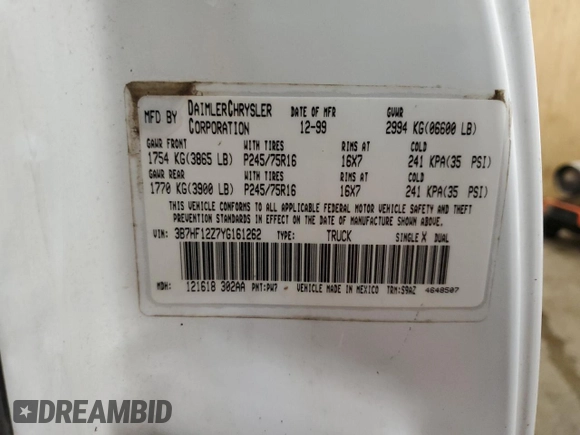 MFD BY DAIMLERCHRYSLER CORPORATION DATE OF MFR 12-99 GVWR 2994 KG(06600 LB)
GAWR FRONT WITH TIRES RIMS AT COLD
1754 KG(3865 LB) P245/75R16 16X7 241 KPA(35 PSI)
GAWR REAR WITH TIRES RIMS AT COLD
1770 KG(3900 LB) P245/75R16 16X7 241 KPA(35 PSI)
THIS VEHICLE CONFORMS TO ALL APPLICABLE FEDERAL MOTOR VEHICLE SAFETY AND THEFT
PREVENTION STANDARDS IN EFFECT ON THE DATE OF MANUFACTURE SHOWN ABOVE.
VIN: 3B7HF12Z7YG161262 TYPE: TRUCK SINGLE X DUAL
MDH: 121618 302AA PNT:PW7 VEHICLE MADE IN MEXICO TRM:S9AZ 4648507
DREAMBID